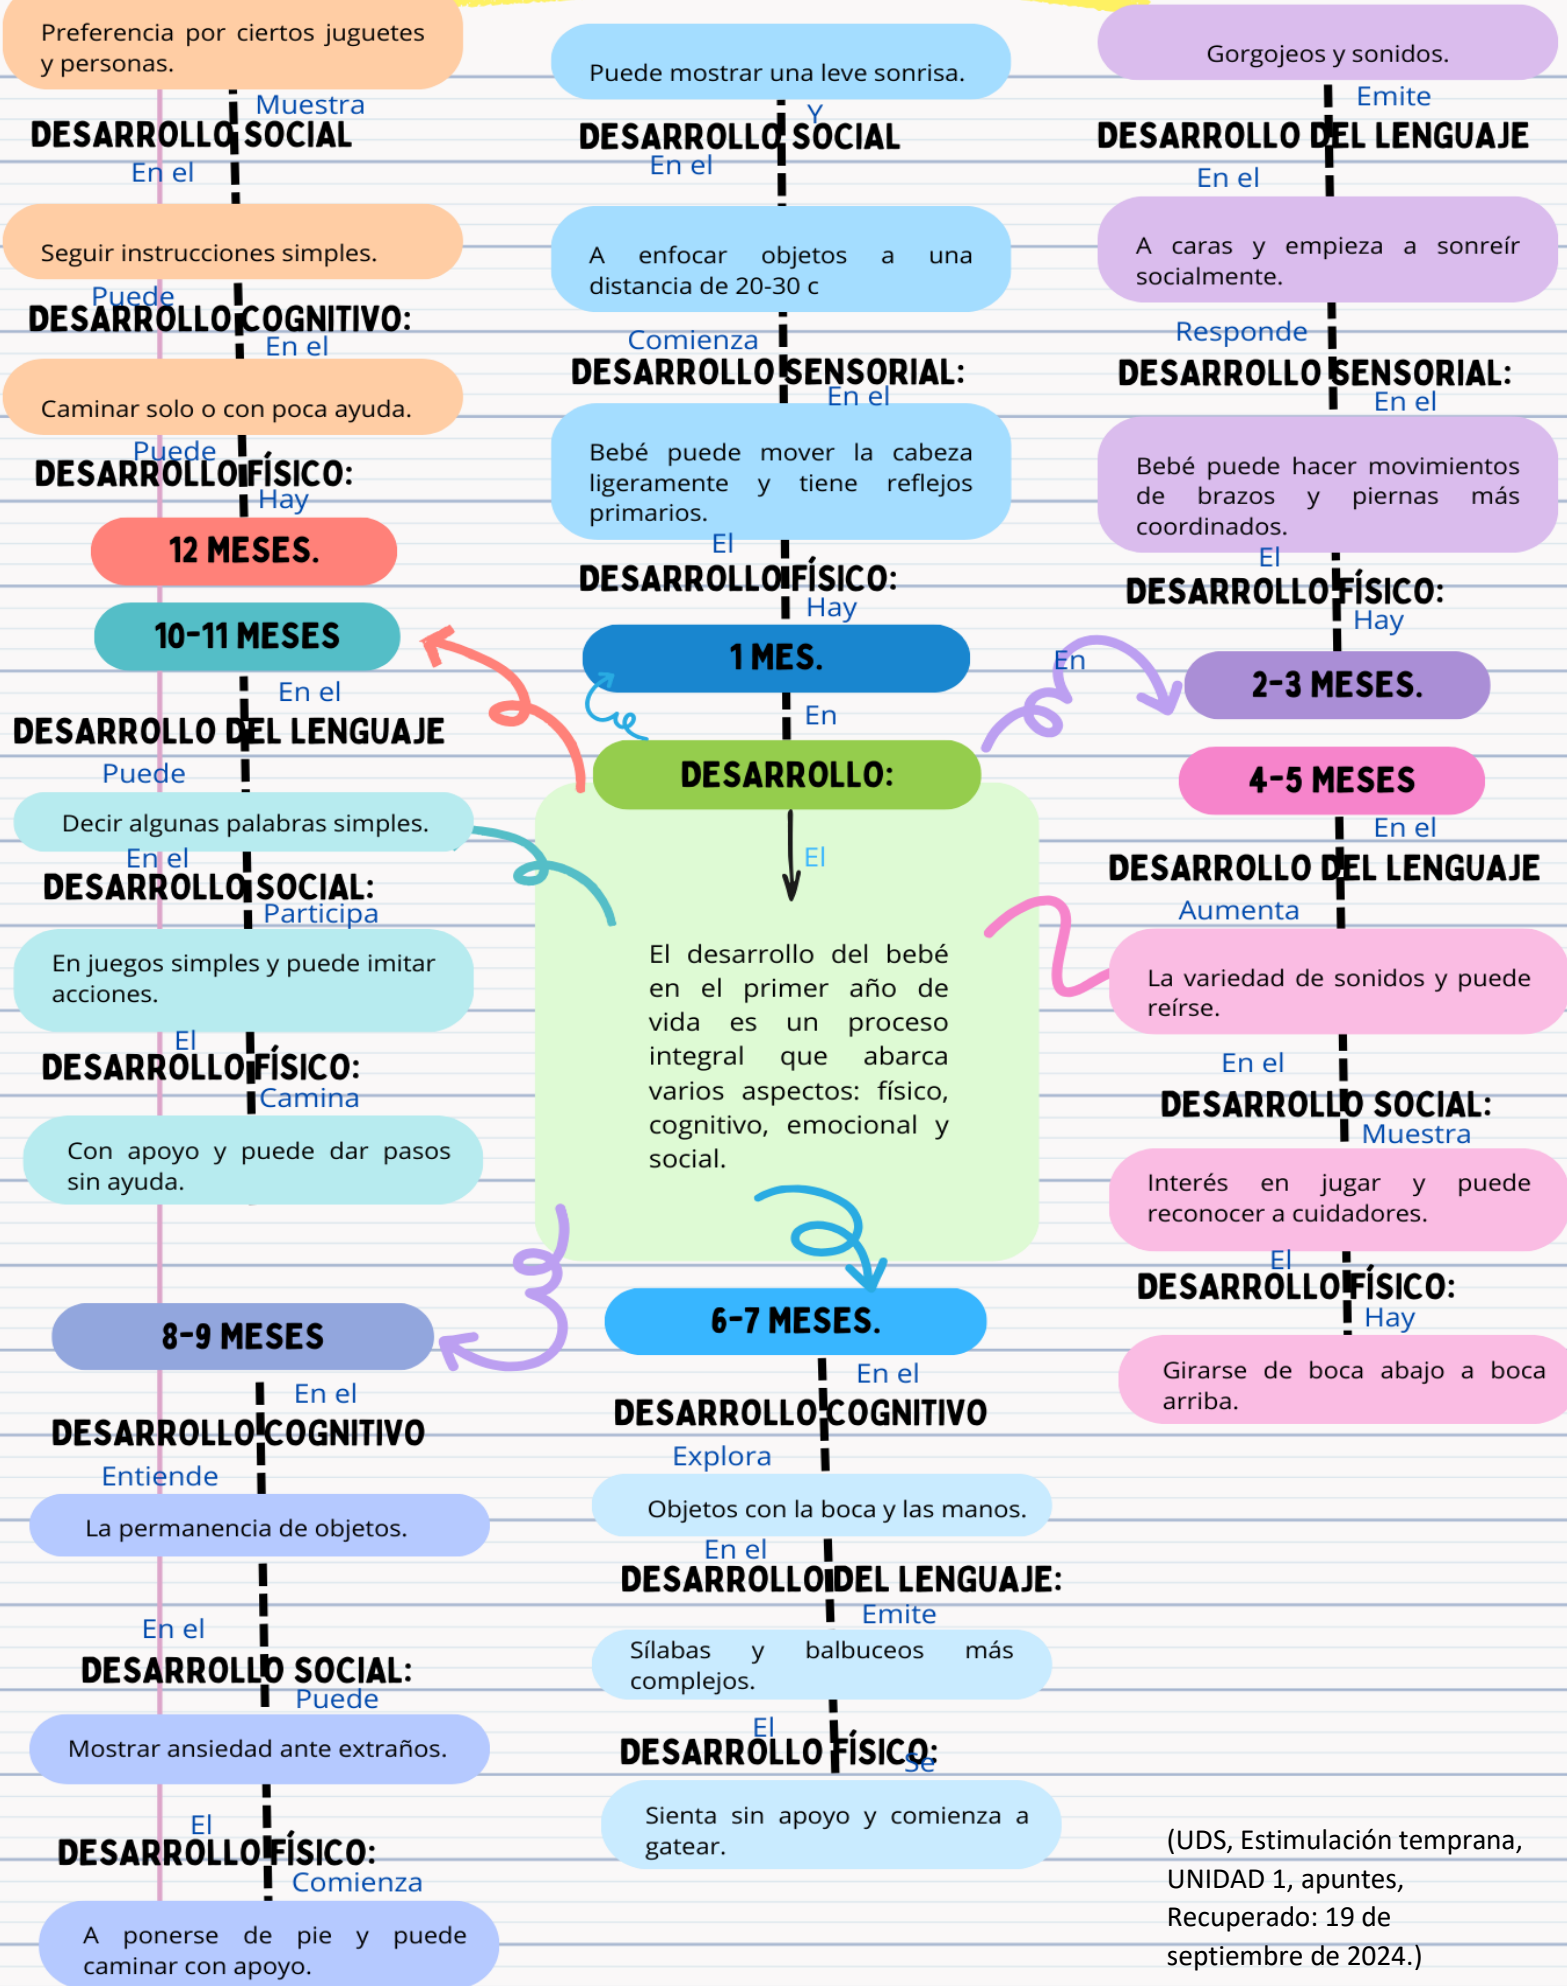 Preferencia por ciertos juguetes
y personas.
Muestra
DESARROLLO SOCIAL
En el
Seguir instrucciones simples.
Puede
DESARROLLO COGNITIVO:
En el
Caminar solo o con poca ayuda.
Puede
DESARROLLO FÍSICO:
Hay
12 MESES.
10-11 MESES
En el
DESARROLLO DEL LENGUAJE
Puede
Decir algunas palabras simples.
En el
DESARROLLO SOCIAL:
Participa
En juegos simples y puede imitar
acciones.
El
DESARROLLO FÍSICO:
Camina
Con apoyo y puede dar pasos
sin ayuda.
8-9 MESES
En el
DESARROLLO COGNITIVO
Entiende
La permanencia de objetos.
En el
DESARROLLO SOCIAL:
Puede
Mostrar ansiedad ante extraños.
El
DESARROLLO FÍSICO:
Comienza
A ponerse de pie y puede
caminar con apoyo.
Puede mostrar una leve sonrisa.
Y
DESARROLLO SOCIAL
En el
A enfocar objetos a una
distancia de 20-30 c
Comienza
DESARROLLO SENSORIAL:
En el
Bebé puede mover la cabeza
ligeramente y tiene reflejos
primarios.
El
DESARROLLO FÍSICO:
Hay
1 MES.
En
DESARROLLO:
El
El desarrollo del bebé
en el primer año de
vida es un proceso
integral que abarca
varios aspectos: físico,
cognitivo, emocional y
social.
6-7 MESES.
En el
DESARROLLO COGNITIVO
Explora
Objetos con la boca y las manos.
En el
DESARROLLO DEL LENGUAJE:
Emite
Sílabas y balbuceos más
complejos.
El
DESARROLLO FÍSICO:
Se
Sienta sin apoyo y comienza a
gatear.
Gorgojeos y sonidos.
Emite
DESARROLLO DEL LENGUAJE
En el
A caras y empieza a sonreír
socialmente.
Responde
DESARROLLO SENSORIAL:
En el
Bebé puede hacer movimientos
de brazos y piernas más
coordinados.
El
DESARROLLO FÍSICO:
Hay
En
2-3 MESES.
4-5 MESES
En el
DESARROLLO DEL LENGUAJE
Aumenta
La variedad de sonidos y puede
reírse.
En el
DESARROLLO SOCIAL:
Muestra
Interés en jugar y puede
reconocer a cuidadores.
El
DESARROLLO FÍSICO:
Hay
Girarse de boca abajo a boca
arriba.
(UDS, Estimulación temprana,
UNIDAD 1, apuntes,
Recuperado: 19 de
septiembre de 2024.)